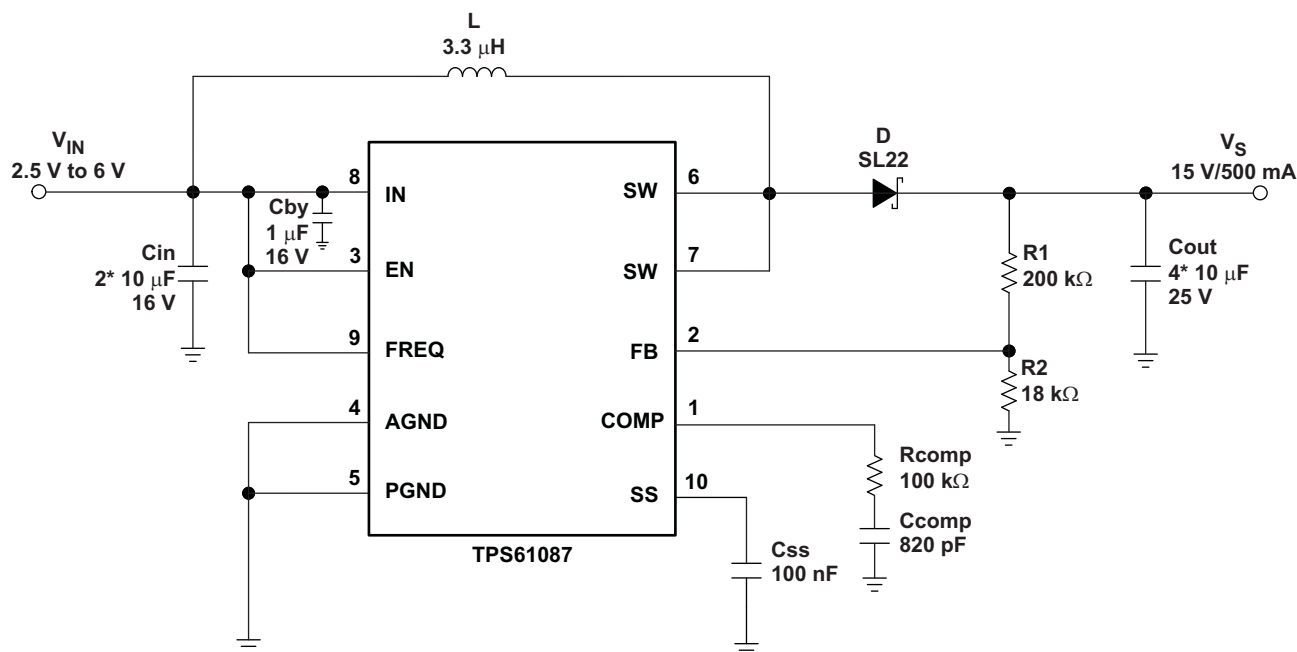 L
3.3 μH
VIN
2.5 V to 6 V
D
SL22
VS
15 V/500 mA
8
IN
SW
6
Cby
1 μF
16 V
Cin
2* 10 μF
16 V
3
EN
SW
7
R1
200 kΩ
Cout
4* 10 μF
25 V
9
FREQ
FB
2
R2
18 kΩ
4
AGND
COMP
1
Rcomp
100 kΩ
5
PGND
SS
10
Ccomp
820 pF
TPS61087
Css
100 nF